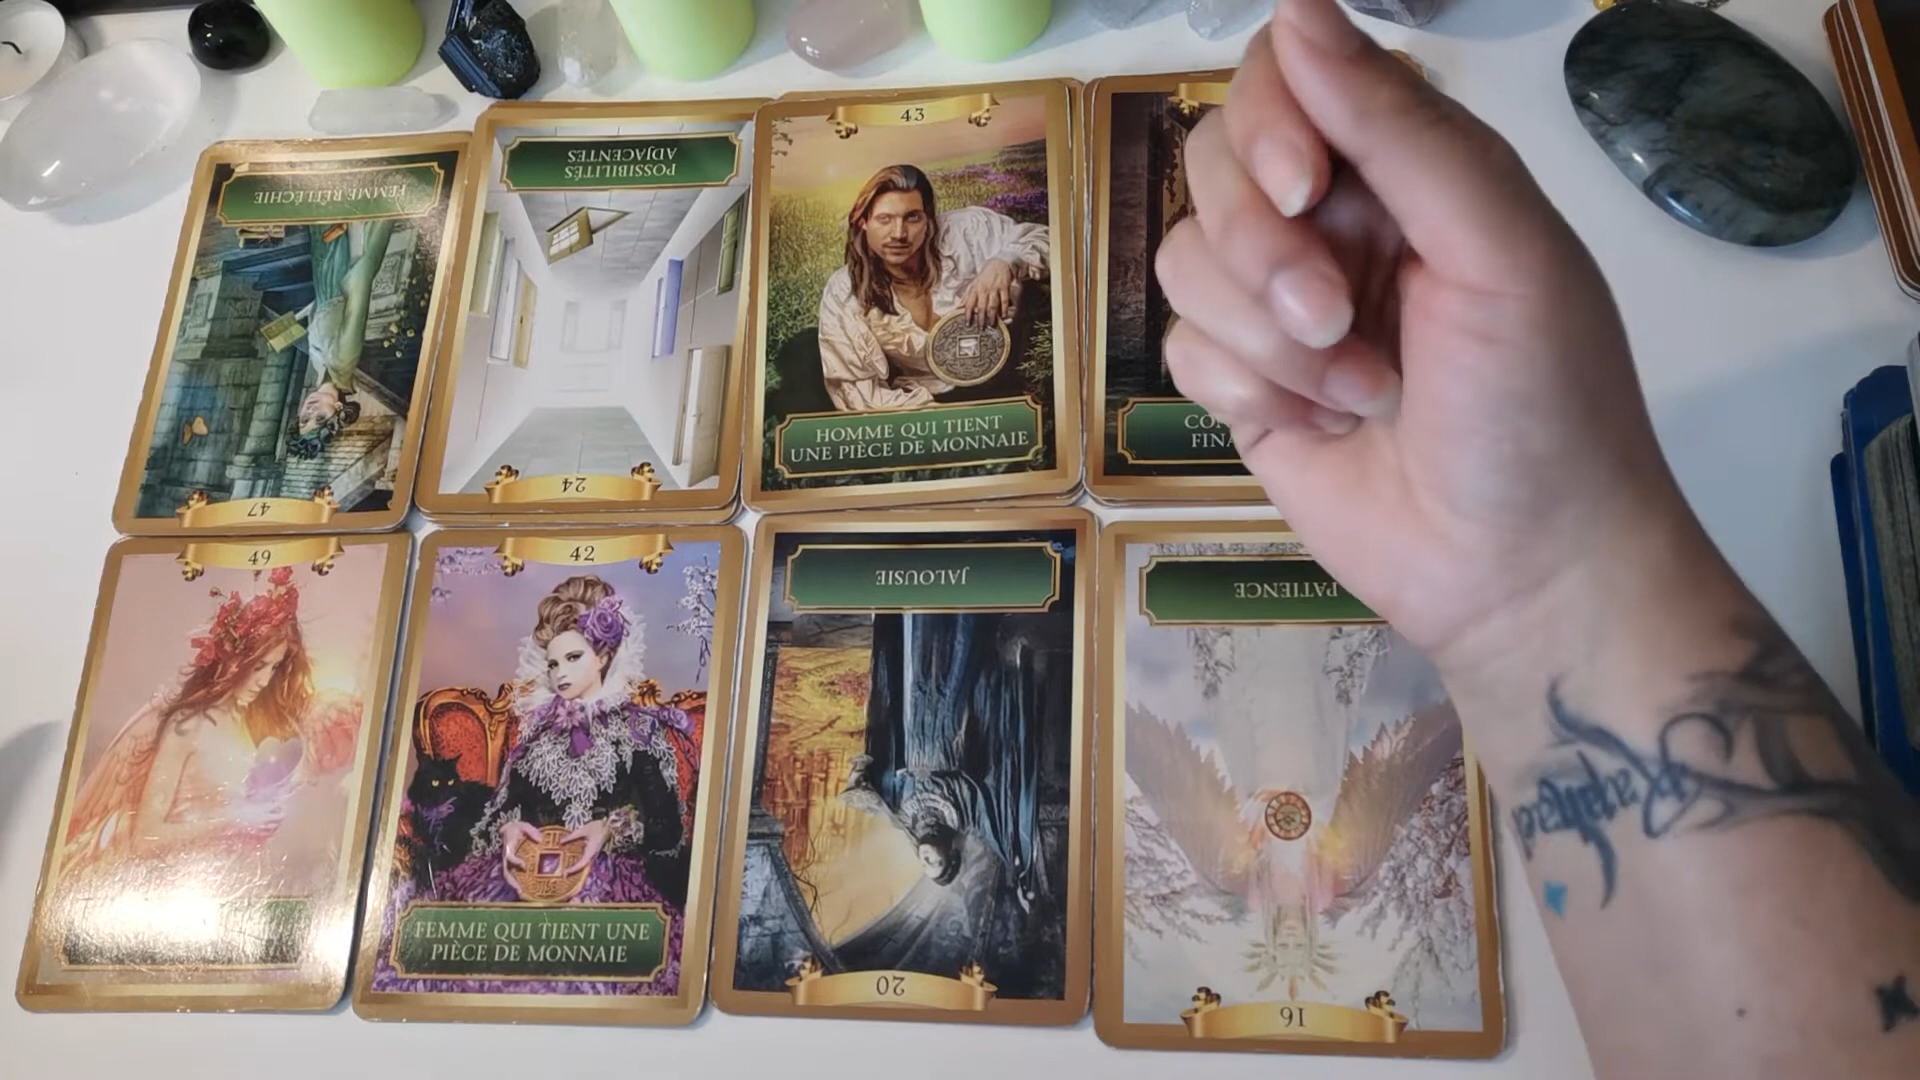 FEMME RÉFLÉCHIE
47
POSSIBILITÉS
ADJACENTES
24
43
HOMME QUI TIENT
UNE PIÈCE DE MONNAIE
49
42
FEMME QUI TIENT UNE
PIÈCE DE MONNAIE
JALOUSIE
20
PATIENCE
16